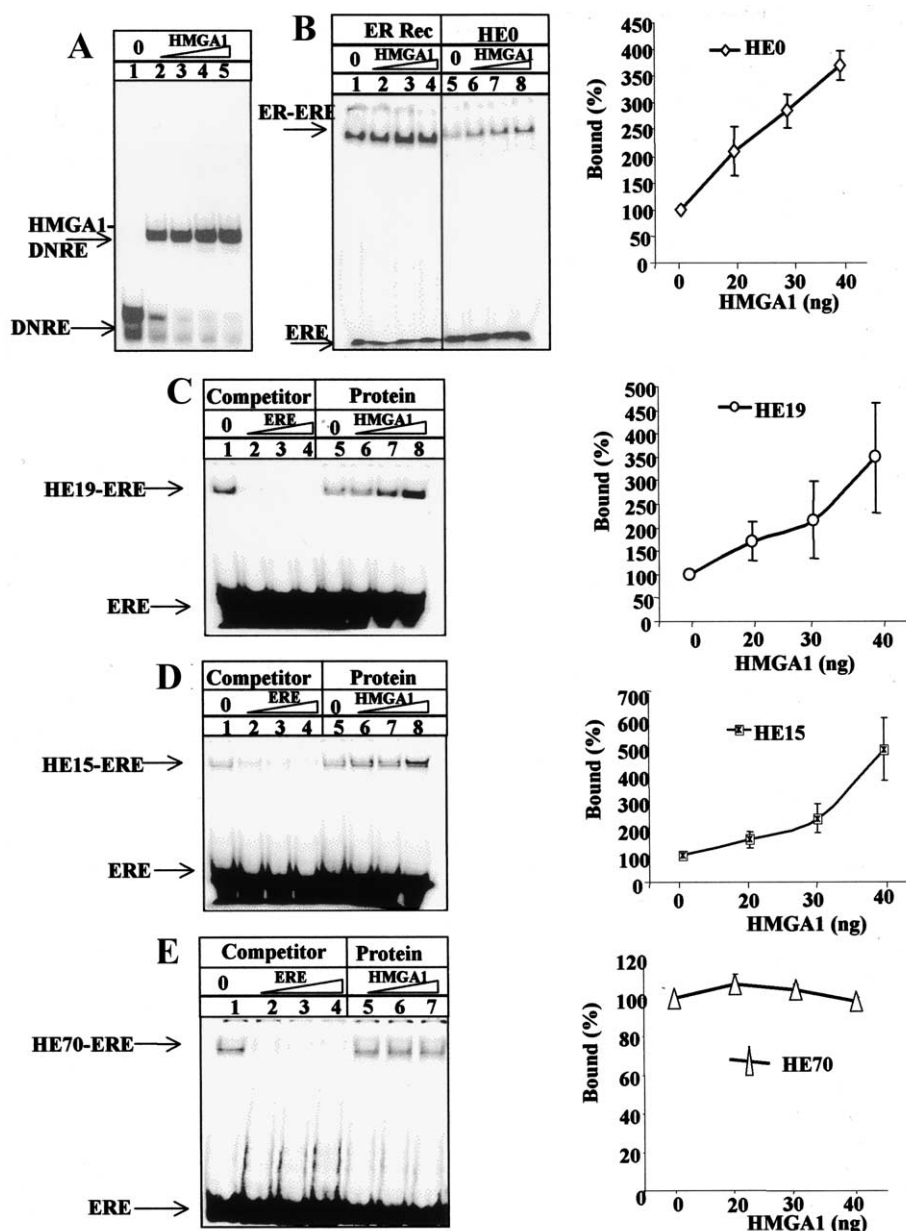 A
0 HMGA1
1 2 3 4 5
HMGA1-
DNRE
DNRE
B
ER Rec HE0
0 HMGA1 0 HMGA1
1 2 3 4 5 6 7 8
ER-ERE
ERE
450
400
350
300
250
200
150
100
50
0
Bound (%)
HE0
0 20 30 40
HMGA1 (ng)
C
Competitor Protein
0 ERE 0 HMGA1
1 2 3 4 5 6 7 8
HE19-ERE
ERE
500
450
400
350
300
250
200
150
100
50
0
Bound (%)
HE19
0 20 30 40
HMGA1 (ng)
D
Competitor Protein
0 ERE 0 HMGA1
1 2 3 4 5 6 7 8
HE15-ERE
ERE
700
600
500
400
300
200
100
0
Bound (%)
HE15
0 20 30 40
HMGA1 (ng)
E
Competitor Protein
0 ERE HMGA1
1 2 3 4 5 6 7
HE70-ERE
ERE
120
100
80
60
40
20
0
Bound (%)
HE70
0 20 30 40
HMGA1 (ng)